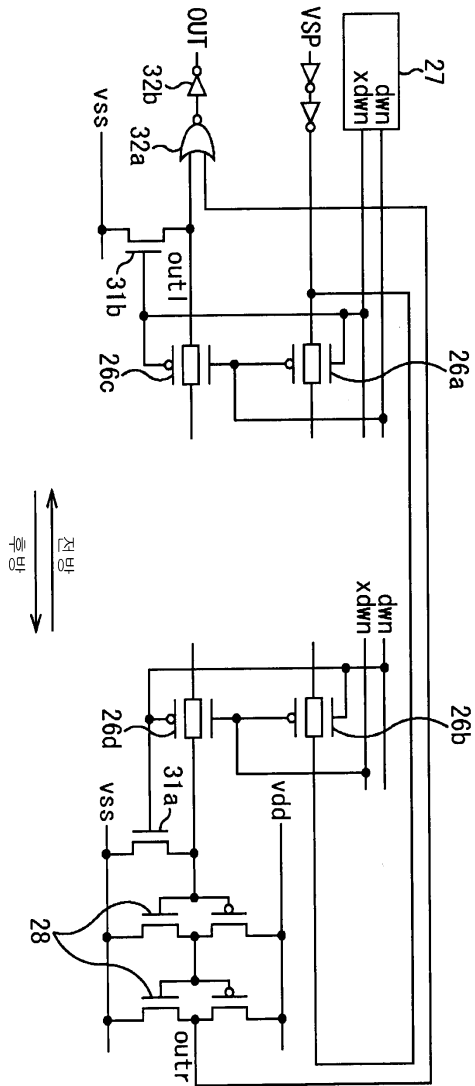 27
dwn
xdwn
VSP
26a
dwn
xdwn
26b
vdd
OUT
32b
32a
outl
26c
26d
31a
28
outr
vss
31b
vss
전방
후방